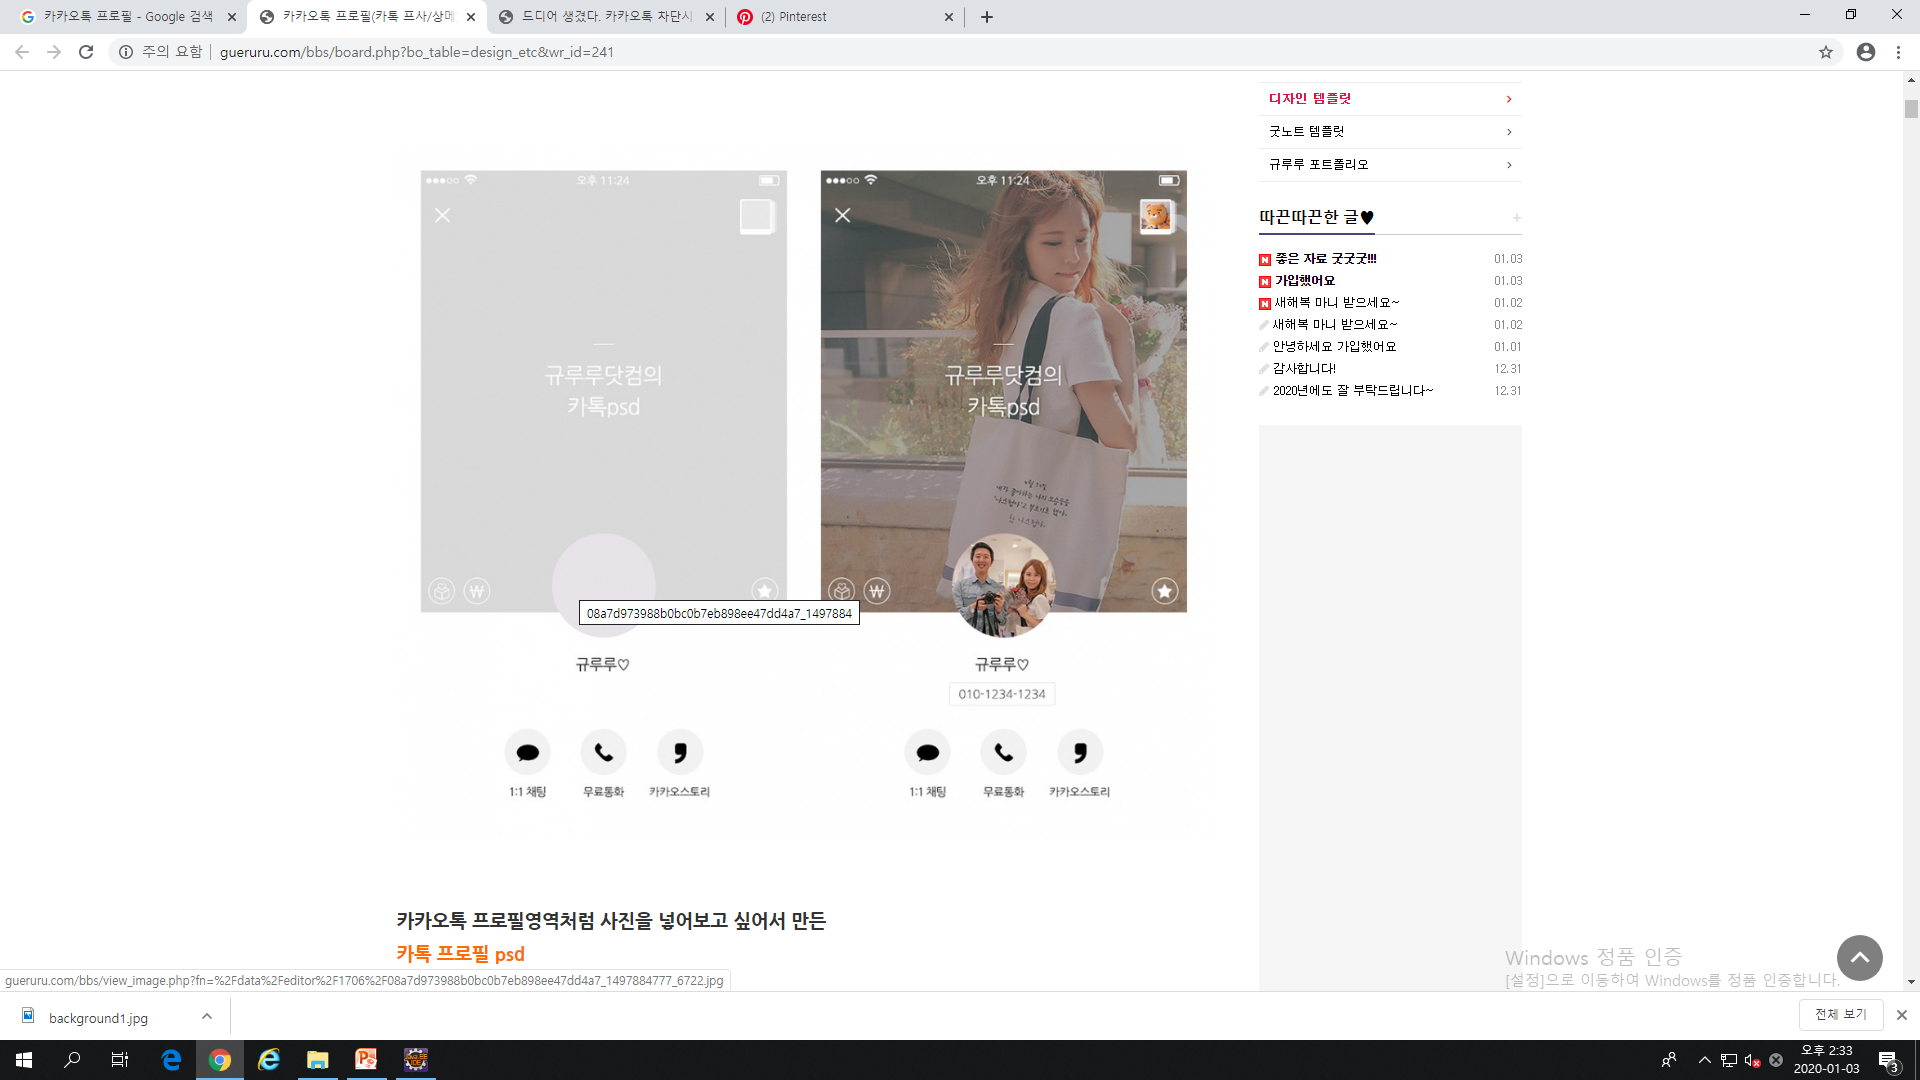 카카오톡 프로필 - Google 검색
카카오톡 프로필(카톡 프사/상메
드디어 생겼다. 카카오톡 차단시
(2) Pinterest
주의 요함
gueruru.com/bbs/board.php?bo_table=design_etc&wr_id=241
디자인 템플릿
굿노트 템플릿
규루루 포트폴리오
따끈따끈한 글♥
좋은 자료 굿굿굿!!! 01.03
가입했어요 01.03
새해복 마니 받으세요~ 01.02
새해복 마니 받으세요~ 01.02
안녕하세요 가입했어요 01.01
감사합니다! 12.31
2020년에도 잘 부탁드립니다~ 12.31
오후 11:24
규루루닷컴의
카톡psd
08a7d973988b0bc0b7eb898ee47dd4a7_1497884
규루루♡
1:1 채팅 무료통화 카카오스토리
오후 11:24
규루루닷컴의
카톡psd
규루루♡
010-1234-1234
1:1 채팅 무료통화 카카오스토리
카카오톡 프로필영역처럼 사진을 넣어보고 싶어서 만든
카톡 프로필 psd
Windows 정품 인증
[설정]으로 이동하여 Windows를 정품 인증합니다.
gueruru.com/bbs/view_image.php?fn=%2Fdata%2Feditor%2F1706%2F08a7d973988b0bc0b7eb898ee47dd4a7_1497884777_6722.jpg
background1.jpg
전체 보기
오후 2:33
2020-01-03
3